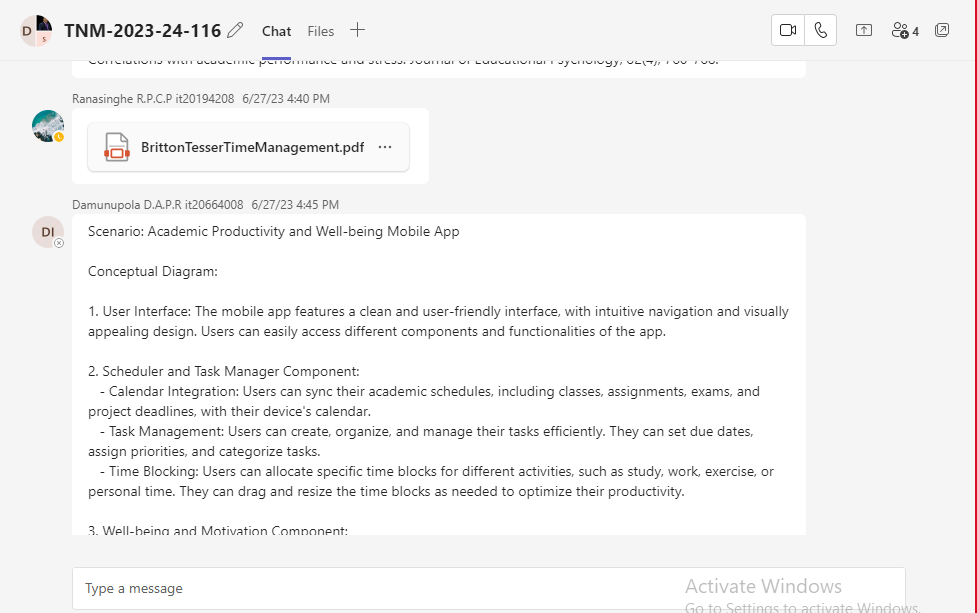 D
S
TNM-2023-24-116
Chat Files
4
Correlations with academic performance and stress. Journal of Educational Psychology, 82(4), 760-768.
Ranasinghe R.P.C.P it20194208 6/27/23 4:40 PM
BrittonTesserTimeManagement.pdf
Damunupola D.A.P.R it20664008 6/27/23 4:45 PM
DI
Scenario: Academic Productivity and Well-being Mobile App
Conceptual Diagram:
1. User Interface: The mobile app features a clean and user-friendly interface, with intuitive navigation and visually
appealing design. Users can easily access different components and functionalities of the app.
2. Scheduler and Task Manager Component:
- Calendar Integration: Users can sync their academic schedules, including classes, assignments, exams, and
project deadlines, with their device's calendar.
- Task Management: Users can create, organize, and manage their tasks efficiently. They can set due dates,
assign priorities, and categorize tasks.
- Time Blocking: Users can allocate specific time blocks for different activities, such as study, work, exercise, or
personal time. They can drag and resize the time blocks as needed to optimize their productivity.
3. Well-being and Motivation Component:
Type a message
Activate Windows
Go to Settings to activate Windows.